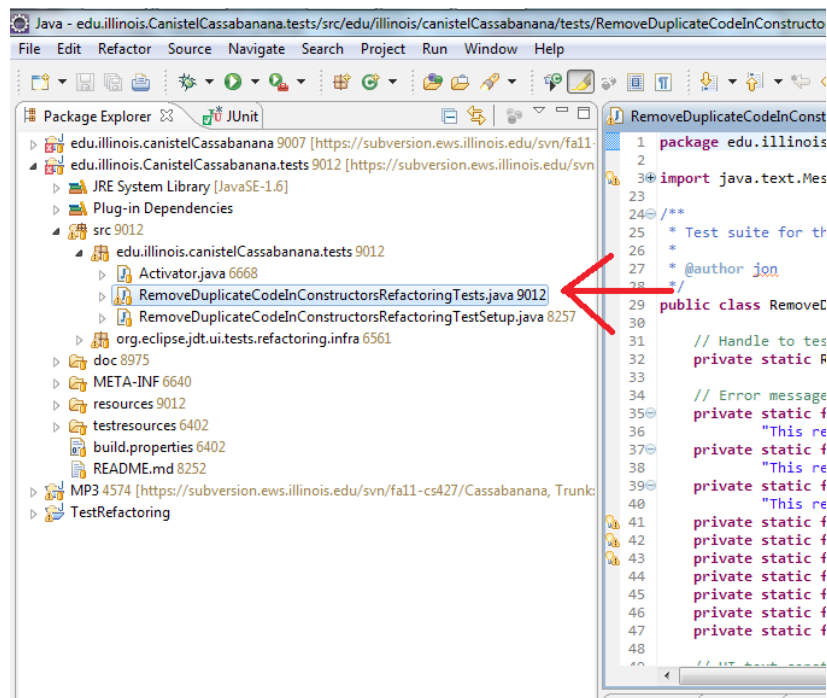 Java - edu.illinois.CanistelCassabanana.tests/src/edu/illinois/canistelCassabanana/tests/RemoveDuplicateCodeInConstructo
File Edit Refactor Source Navigate Search Project Run Window Help
Package Explorer JUnit
edu.illinois.canistelCassabanana 9007 [https://subversion.ews.illinois.edu/svn/fa11-
edu.illinois.CanistelCassabanana.tests 9012 [https://subversion.ews.illinois.edu/svn
JRE System Library [JavaSE-1.6]
Plug-in Dependencies
src 9012
edu.illinois.canistelCassabanana.tests 9012
Activator.java 6668
RemoveDuplicateCodeInConstructorsRefactoringTests.java 9012
RemoveDuplicateCodeInConstructorsRefactoringTestSetup.java 8257
org.eclipse.jdt.ui.tests.refactoring.infra 6561
doc 8975
META-INF 6640
resources 9012
testresources 6402
build.properties 6402
README.md 8252
MP3 4574 [https://subversion.ews.illinois.edu/svn/fa11-cs427/Cassabanana, Trunk:
TestRefactoring
RemoveDuplicateCodeInConst
1 package edu.illinois
2
3 import java.text.Mes
23
24 /**
25 * Test suite for th
26 *
27 * @author jon
28 */
29 public class RemoveD
30
31 // Handle to tes
32 private static R
33
34 // Error message
35 private static f
36 "This re
37 private static f
38 "This re
39 private static f
40 "This re
41 private static f
42 private static f
43 private static f
44 private static f
45 private static f
46 private static f
47 private static f
48